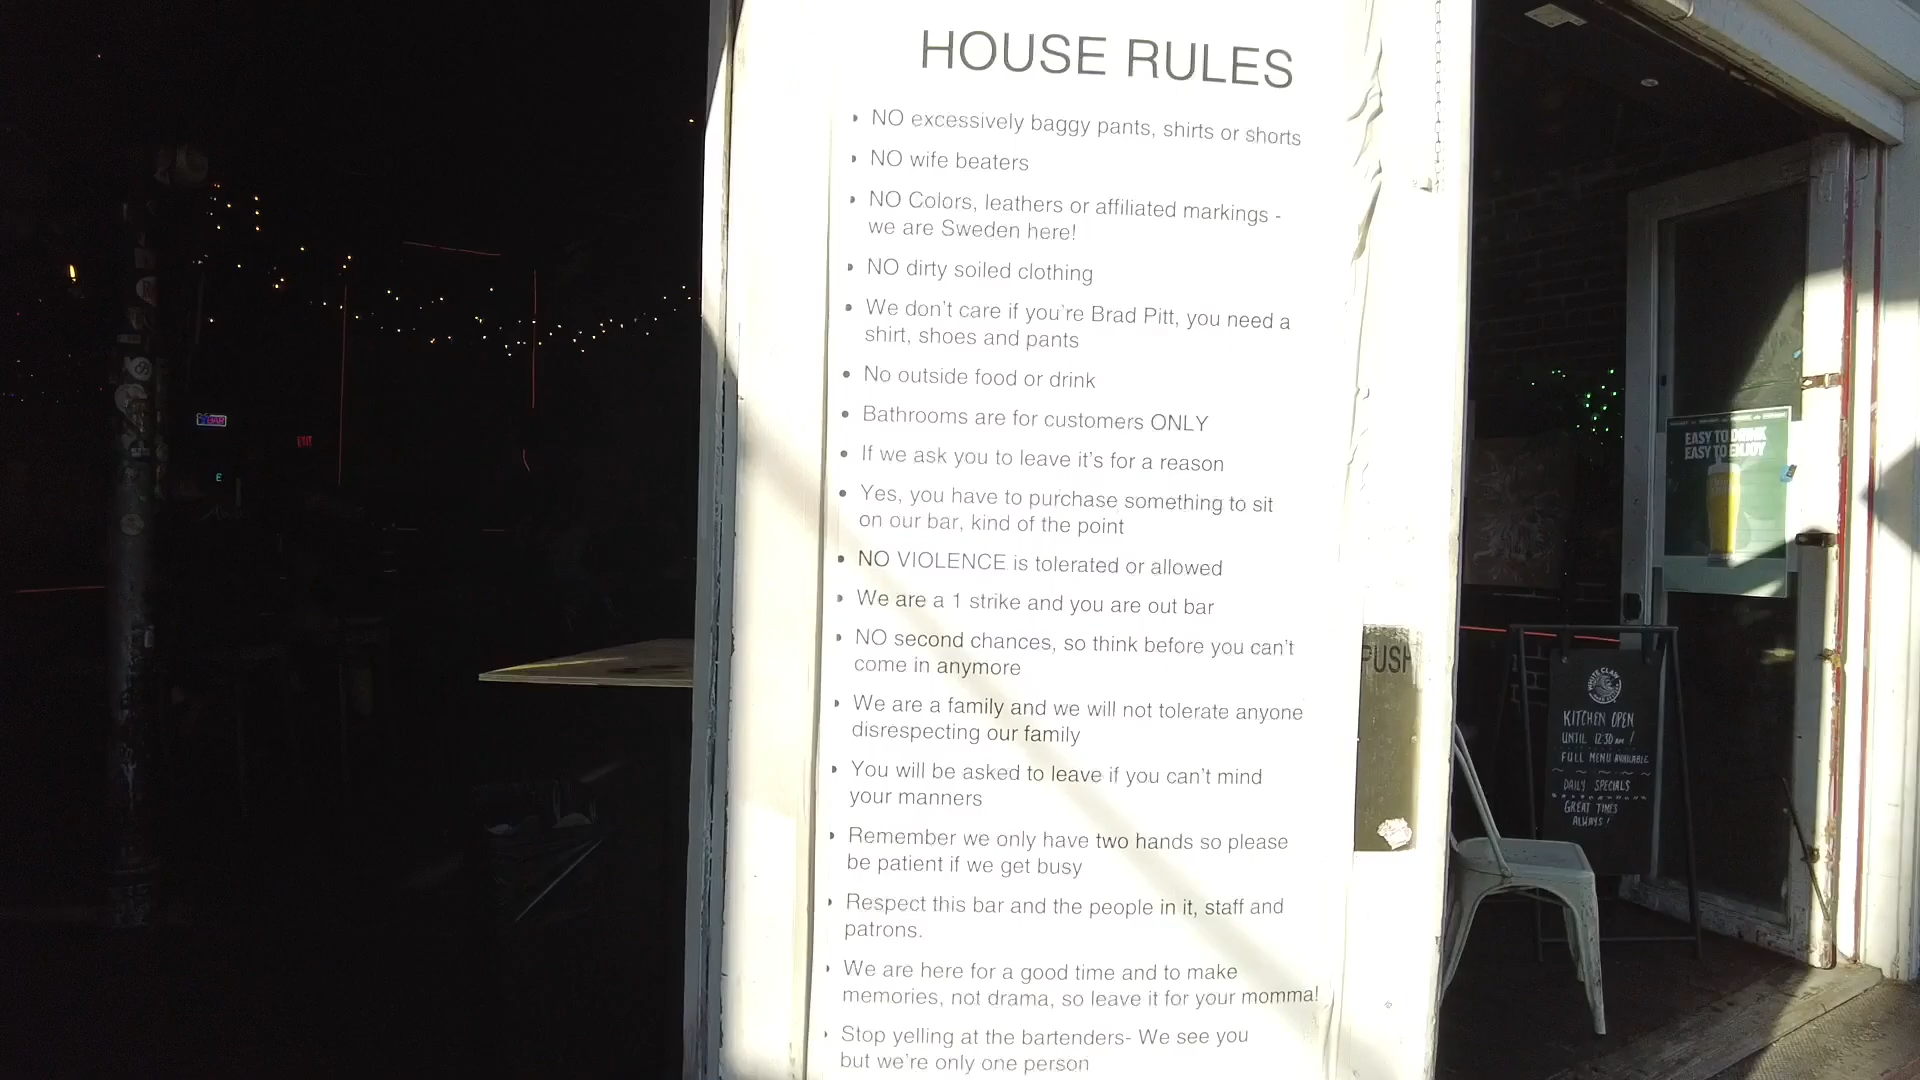 HOUSE RULES
NO excessively baggy pants, shirts or shorts
NO wife beaters
NO Colors, leathers or affiliated markings -
we are Sweden here!
NO dirty soiled clothing
We don't care if you're Brad Pitt, you need a
shirt, shoes and pants
No outside food or drink
Bathrooms are for customers ONLY
If we ask you to leave it's for a reason
Yes, you have to purchase something to sit
on our bar, kind of the point
NO VIOLENCE is tolerated or allowed
We are a 1 strike and you are out bar
NO second chances, so think before you can't
come in anymore
We are a family and we will not tolerate anyone
disrespecting our family
You will be asked to leave if you can't mind
your manners
Remember we only have two hands so please
be patient if we get busy
Respect this bar and the people in it, staff and
patrons.
We are here for a good time and to make
memories, not drama, so leave it for your momma!
Stop yelling at the bartenders- We see you
but we're only one person
PUSH
EASY TO DRINK
EASY TO ENJOY
WHITE CLAW
KITCHEN OPEN
UNTIL 12:30 AM!
FULL MENU AVAILABLE
DAILY SPECIALS
GREAT TIMES
ALWAYS!
EXIT
BAR